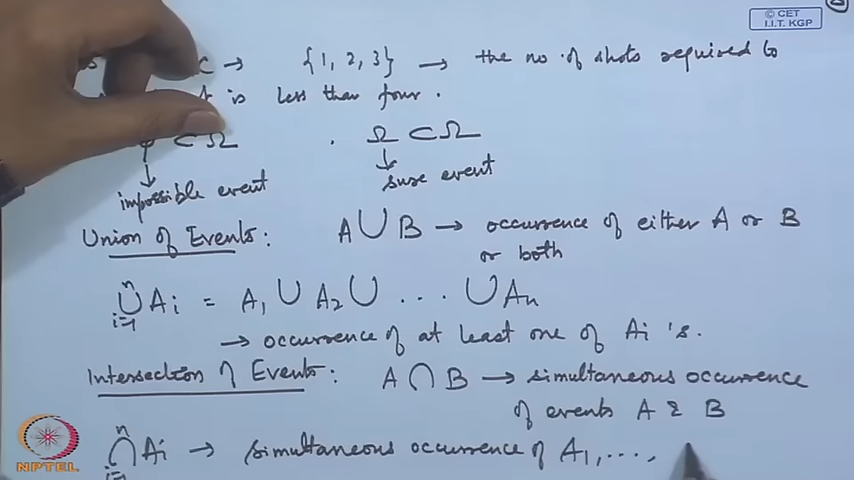 © CET
I.I.T. KGP
{1, 2, 3} → the no. of shots required to
is less than four.
φ ⊂ Ω . Ω ⊂ Ω
impossible event sure event
Union of Events: A ∪ B → occurrence of either A or B
or both
n
∪ Ai = A1 ∪ A2 ∪ ... ∪ An
i=1
→ occurrence of at least one of Ai's.
Intersection of Events: A ∩ B → simultaneous occurrence
of events A & B
n
∩ Ai → simultaneous occurrence of A1, ....,
i=1
NPTEL